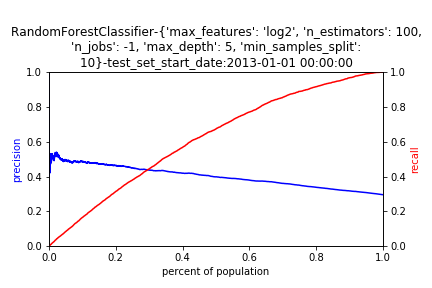 RandomForestClassifier-{'max_features': 'log2', 'n_estimators': 100,
'n_jobs': -1, 'max_depth': 5, 'min_samples_split':
10}-test_set_start_date:2013-01-01 00:00:00
1.0
0.8
0.6
0.4
0.2
0.0
precision
1.0
0.8
0.6
0.4
0.2
0.0
recall
0.0 0.2 0.4 0.6 0.8 1.0
percent of population